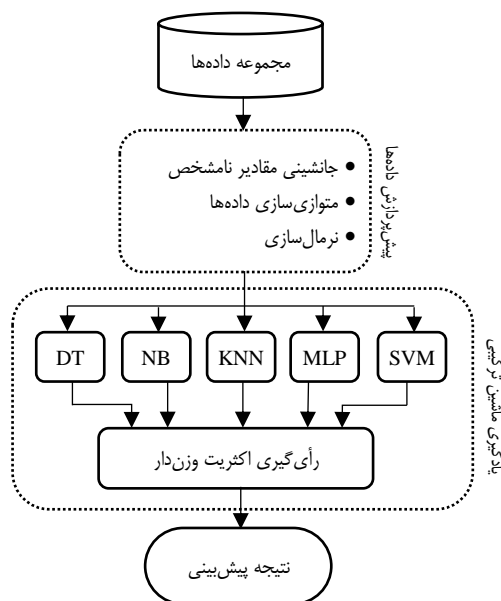 مجموعه داده‌ها
پیش‌پردازش داده‌ها
• جانشینی مقادیر نامشخص
• متوازی‌سازی داده‌ها
• نرمال‌سازی
یادگیری ماشین ترکیبی
DT
NB
KNN
MLP
SVM
رأی‌گیری اکثریت وزن‌دار
نتیجه پیش‌بینی